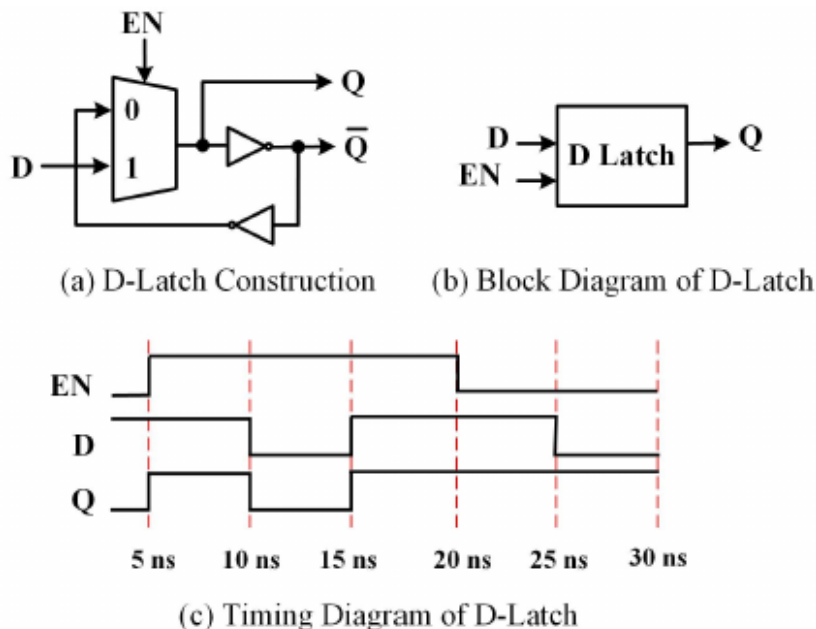 EN
0
Q
D
1
Q̅
D
D Latch
Q
EN
(a) D-Latch Construction
(b) Block Diagram of D-Latch
EN
D
Q
5 ns 10 ns 15 ns 20 ns 25 ns 30 ns
(c) Timing Diagram of D-Latch